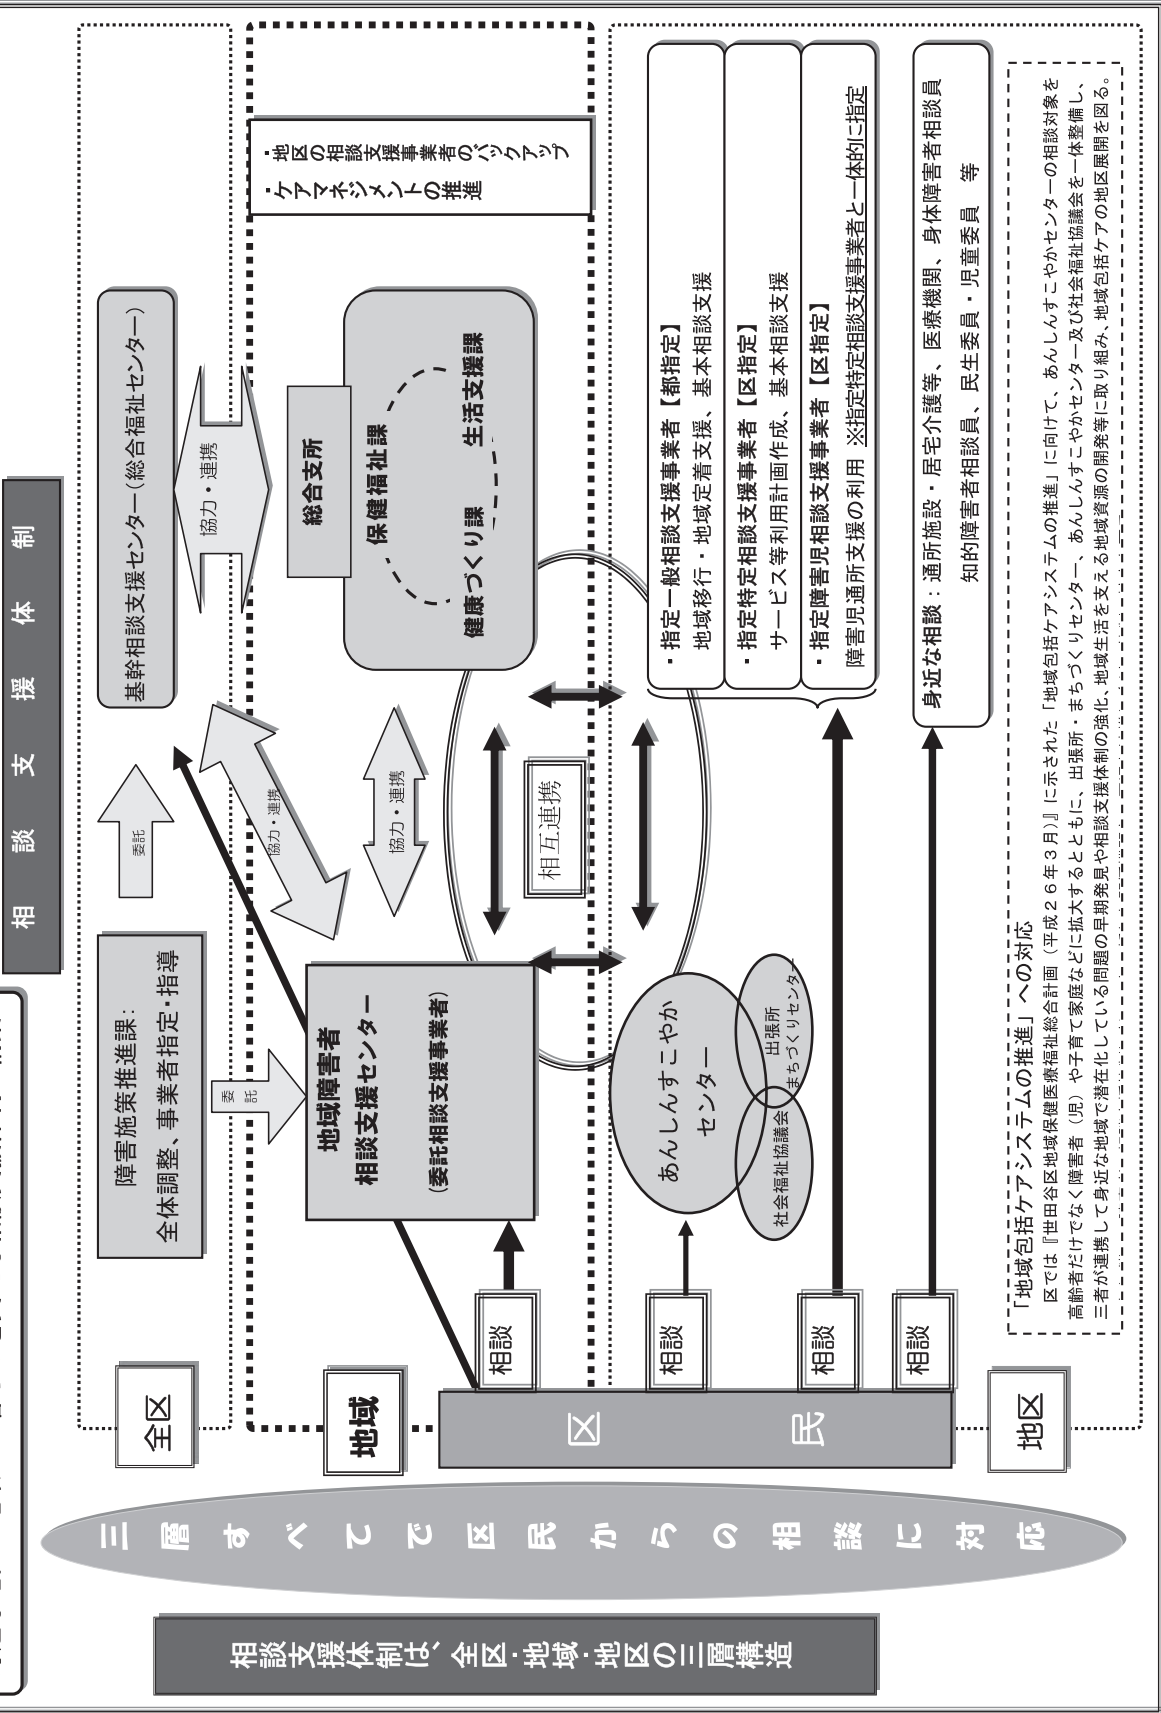 相談支援体制
全区
障害施策推進課：
全体調整、事業者指定・指導
委託
基幹相談支援センター（総合福祉センター）
委託
協力・連携
協力・連携
地域
地域障害者
相談支援センター
（委託相談支援事業者）
協力・連携
総合支所
保健福祉課
健康づくり課
生活支援課
・地区の相談支援事業者のバックアップ
・ケアマネジメントの推進
相互連携
区民
相談
相談
相談
相談
あんしんすこやか
センター
社会福祉協議会
出張所
まちづくりセンター
・指定一般相談支援事業者【都指定】
地域移行・地域定着支援、基本相談支援
・指定特定相談支援事業者【区指定】
サービス等利用計画作成、基本相談支援
・指定障害児相談支援事業者【区指定】
障害児通所支援の利用 ※指定特定相談支援事業者と一体的に指定
身近な相談：通所施設・居宅介護等、医療機関、身体障害者相談員
知的障害者相談員、民生委員・児童委員 等
地区
「地域包括ケアシステムの推進」への対応
区では『世田谷区地域保健医療福祉総合計画（平成２６年３月）』に示された「地域包括ケアシステムの推進」に向けて、あんしんすこやかセンターの相談対象を
高齢者だけでなく障害者（児）や子育て家庭などに拡大するとともに、出張所・まちづくりセンター、あんしんすこやかセンター及び社会福祉協議会を一体整備し、
三者が連携して身近な地域で潜在化している問題の早期発見や相談支援体制の強化、地域生活を支える地域資源の開発等に取り組み、地域包括ケアの地区展開を図る。
三層すべてで区民からの相談に対応
相談支援体制は、全区・地域・地区の三層構造